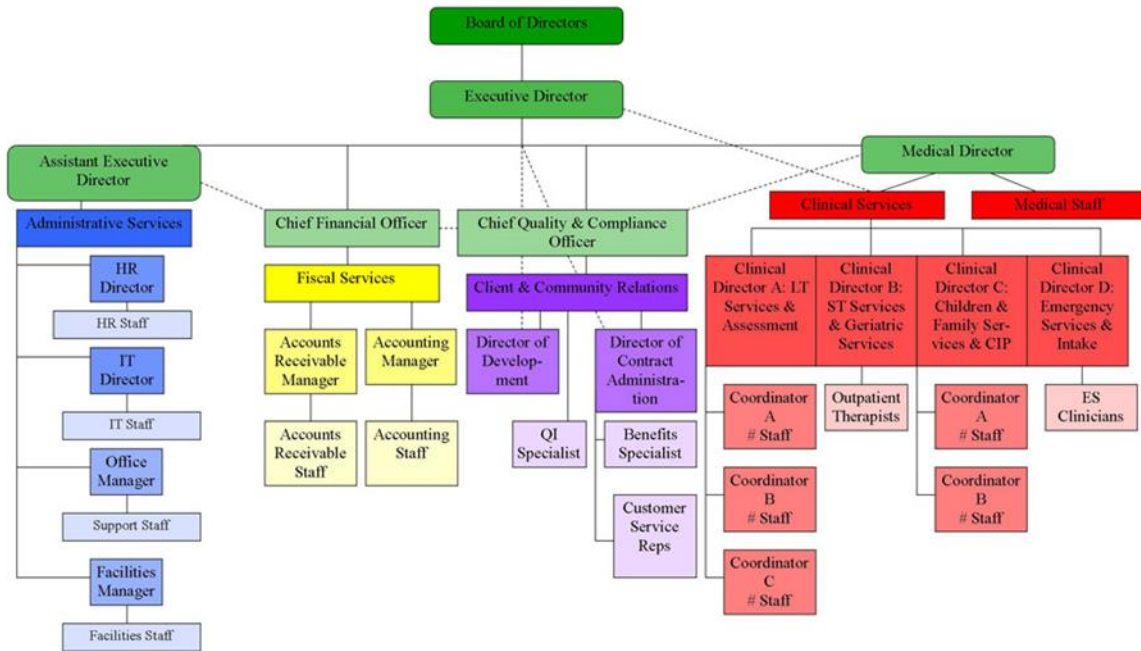 Board of Directors
Executive Director
Assistant Executive
Director
Medical Director
Administrative Services
Chief Financial Officer
Chief Quality & Compliance
Officer
Clinical Services
Medical Staff
HR
Director
HR Staff
IT
Director
IT Staff
Office
Manager
Support Staff
Facilities
Manager
Facilities Staff
Fiscal Services
Accounts
Receivable
Manager
Accounting
Manager
Accounts
Receivable
Staff
Accounting
Staff
Client & Community Relations
Director of
Develop-
ment
Director of
Contract
Administra-
tion
QI
Specialist
Benefits
Specialist
Customer
Service
Reps
Clinical
Director A: LT
Services &
Assessment
Clinical
Director B:
ST Services
& Geriatric
Services
Clinical
Director C:
Children &
Family Ser-
vices & CIP
Clinical
Director D:
Emergency
Services &
Intake
Coordinator
A
# Staff
Coordinator
B
# Staff
Coordinator
C
# Staff
Outpatient
Therapists
Coordinator
A
# Staff
Coordinator
B
# Staff
ES
Clinicians